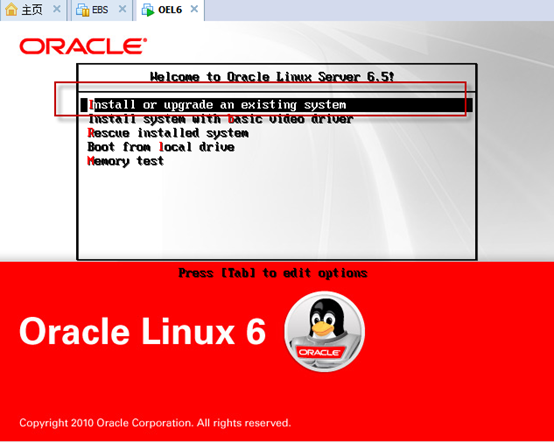 主页 EBS OEL6
ORACLE®
Welcome to Oracle Linux Server 6.5!
Install or upgrade an existing system
Install system with basic video driver
Rescue installed system
Boot from local drive
Memory test
Press [Tab] to edit options
Oracle Linux 6
ORACLE
Copyright 2010 Oracle Corporation. All rights reserved.